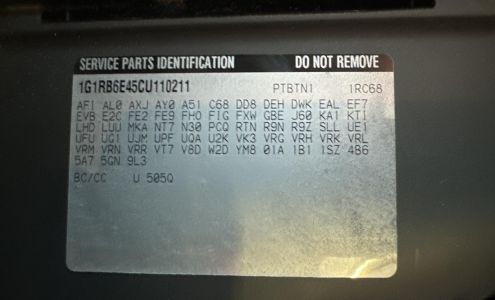 SERVICE PARTS IDENTIFICATION DO NOT REMOVE
1G1RB6E45CU110211 PTBTN1 1RC68
AF1 AL0 AXJ AY0 A51 C68 DD8 DEH DWK EAL EF7
EVB E2C FE2 FE9 FHO FIG FXW GBE J60 KA1 KTI
LHD LUU MKA NT7 N30 PCQ RTN R9N R9Z SLL UE1
UFU UG1 UJM UPF UQA U2K VK3 VRG VRH VRK VRL
VRM VRN VRR VT7 V8D W2D YM8 01A 1B1 1SZ 4B6
5A7 5GN 9L3
BC/CC U 505Q